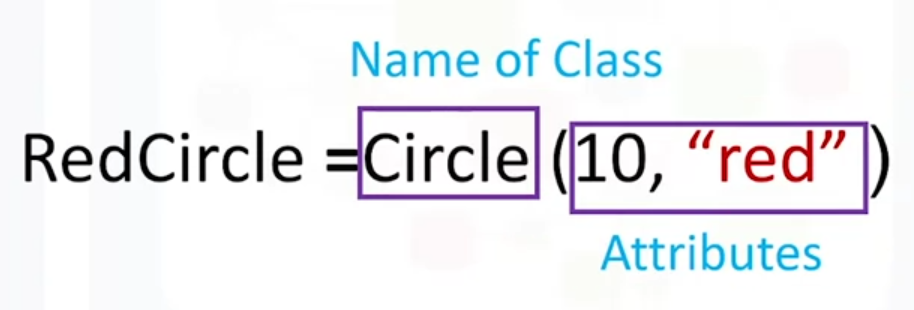 Name of Class
RedCircle =Circle (10, “red” )
Attributes